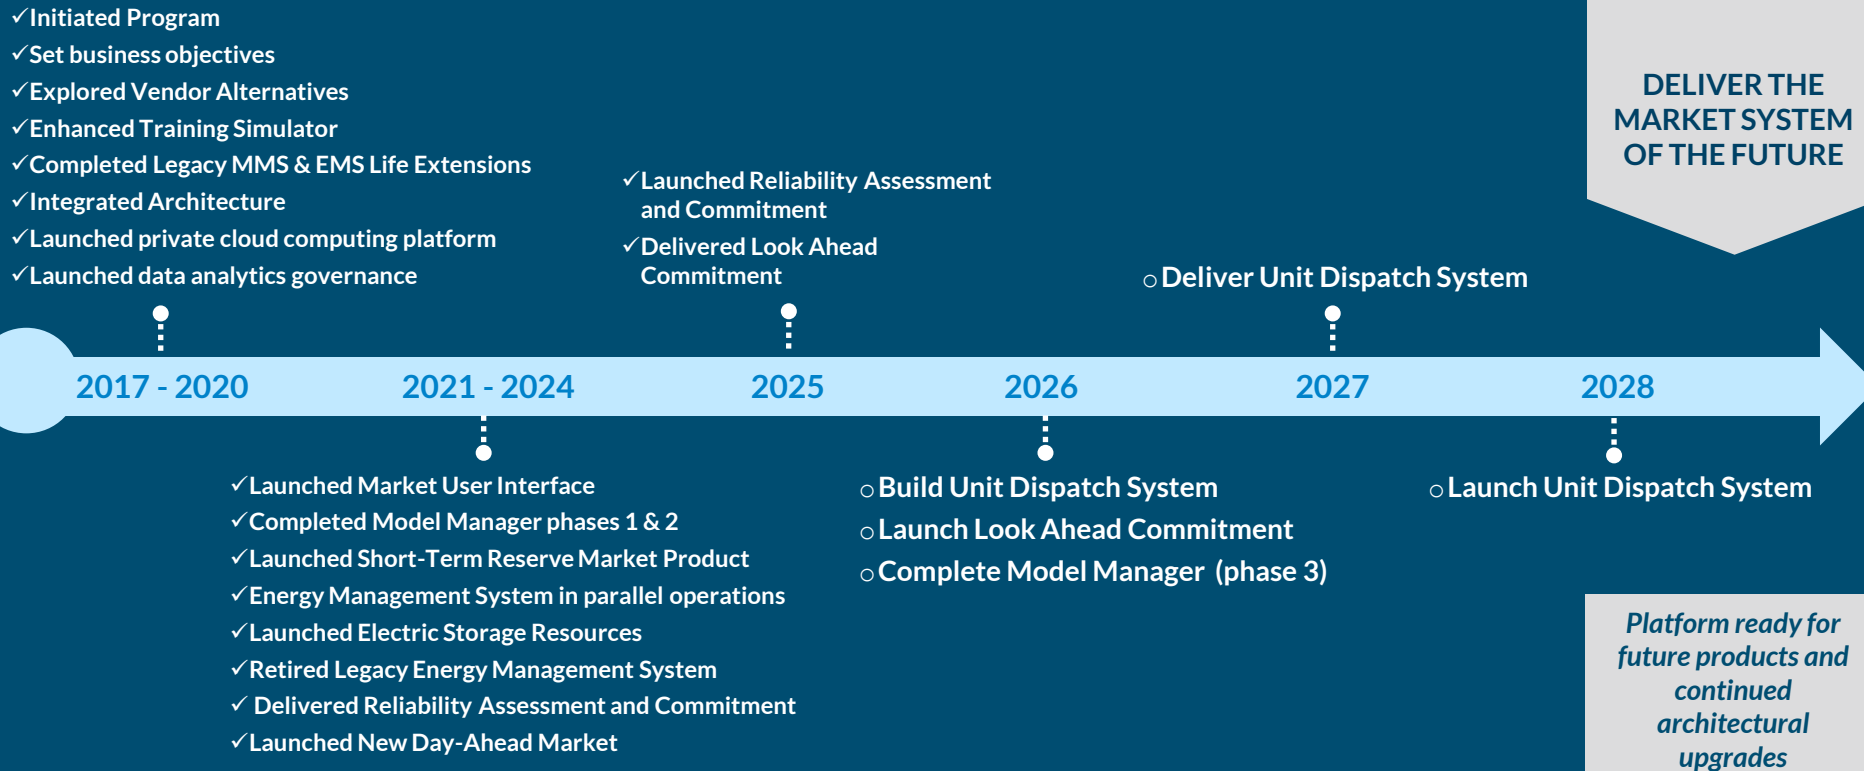 ✓Initiated Program
✓Set business objectives
✓Explored Vendor Alternatives
✓Enhanced Training Simulator
✓Completed Legacy MMS & EMS Life Extensions
✓Integrated Architecture
✓Launched private cloud computing platform
✓Launched data analytics governance
✓Launched Reliability Assessment
and Commitment
✓Delivered Look Ahead
Commitment
○Deliver Unit Dispatch System
DELIVER THE
MARKET SYSTEM
OF THE FUTURE
2017 - 2020
2021 - 2024
2025
2026
2027
2028
✓Launched Market User Interface
✓Completed Model Manager phases 1 & 2
✓Launched Short-Term Reserve Market Product
✓Energy Management System in parallel operations
✓Launched Electric Storage Resources
✓Retired Legacy Energy Management System
✓ Delivered Reliability Assessment and Commitment
✓Launched New Day-Ahead Market
○Build Unit Dispatch System
○Launch Look Ahead Commitment
○Complete Model Manager (phase 3)
○Launch Unit Dispatch System
Platform ready for
future products and
continued
architectural
upgrades